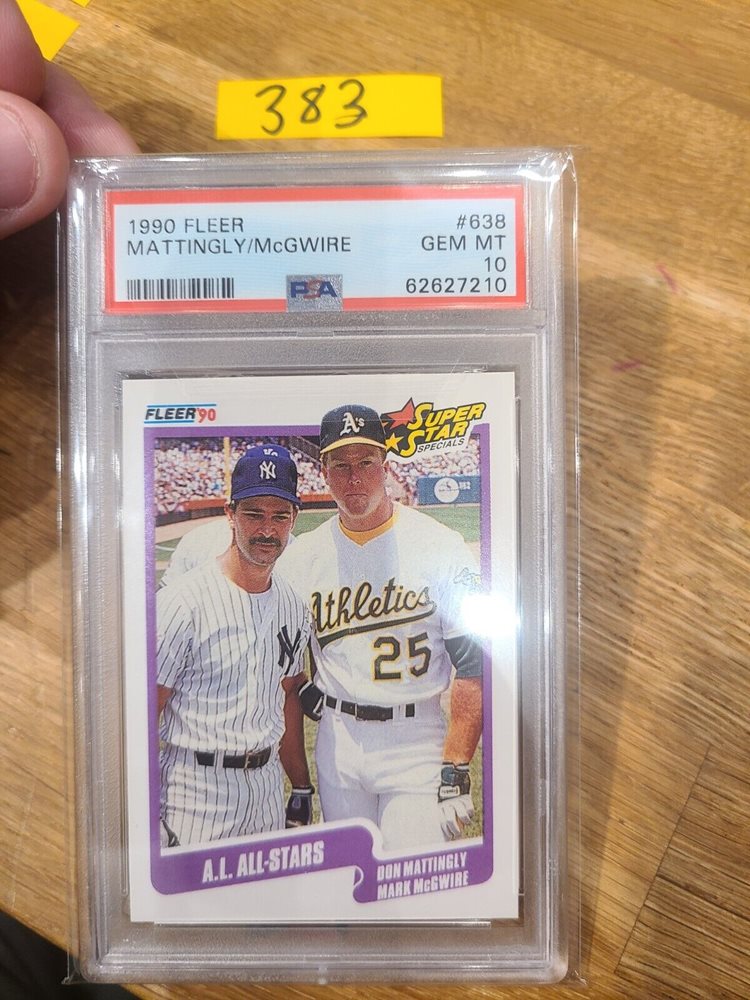 383
1990 FLEER #638
MATTINGLY/McGWIRE GEM MT
10
PSA 62627210
FLEER'90
SUPER
STAR
SPECIALS
A's
NY
NY
Athletics
25
A.L. ALL-STARS
DON MATTINGLY
MARK McGWIRE